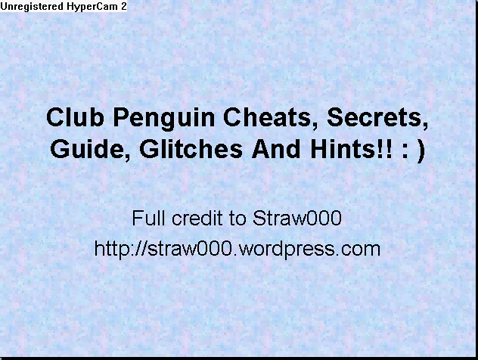 Unregistered HyperCam 2
Club Penguin Cheats, Secrets,
Guide, Glitches And Hints!! : )
Full credit to Straw000
http://straw000.wordpress.com